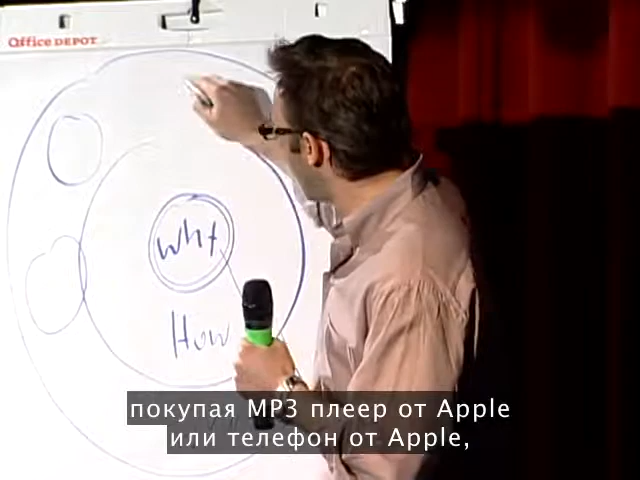 Office DEPOT
Why
How
покупая MP3 плеер от Apple
или телефон от Apple,